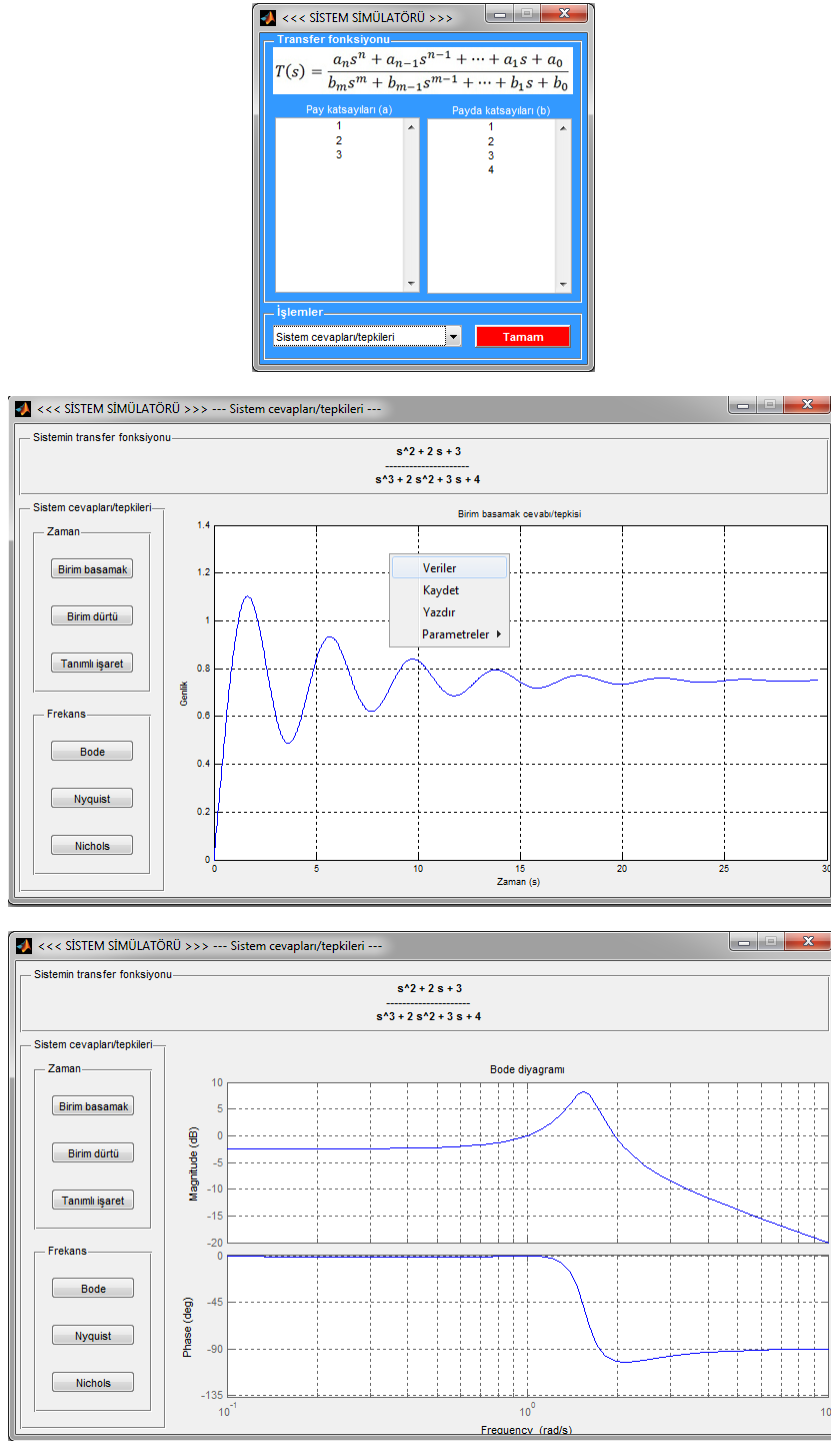 <<< SİSTEM SİMÜLATÖRÜ >>>
Transfer fonksiyonu
T(s) = (a_n s^n + a_{n-1} s^{n-1} + ⋯ + a_1 s + a_0) / (b_m s^m + b_{m-1} s^{m-1} + ⋯ + b_1 s + b_0)
Pay katsayıları (a)
1
2
3
Payda katsayıları (b)
1
2
3
4
İşlemler
Sistem cevapları/tepkileri
Tamam
<<< SİSTEM SİMÜLATÖRÜ >>> --- Sistem cevapları/tepkileri ---
Sistemin transfer fonksiyonu
s^2 + 2 s + 3
---------------------
s^3 + 2 s^2 + 3 s + 4
Sistem cevapları/tepkileri
Zaman
Birim basamak
Birim dürtü
Tanımlı işaret
Frekans
Bode
Nyquist
Nichols
Birim basamak cevabı/tepkisi
Genlik
1.4
1.2
1
0.8
0.6
0.4
0.2
0
Veriler
Kaydet
Yazdır
Parametreler
0 5 10 15 20 25 30
Zaman (s)
<<< SİSTEM SİMÜLATÖRÜ >>> --- Sistem cevapları/tepkileri ---
Sistemin transfer fonksiyonu
s^2 + 2 s + 3
---------------------
s^3 + 2 s^2 + 3 s + 4
Sistem cevapları/tepkileri
Zaman
Birim basamak
Birim dürtü
Tanımlı işaret
Frekans
Bode
Nyquist
Nichols
Bode diyagramı
Magnitude (dB)
10
5
0
-5
-10
-15
-20
Phase (deg)
0
-45
-90
-135
10^-1 10^0 10
Frequency (rad/s)